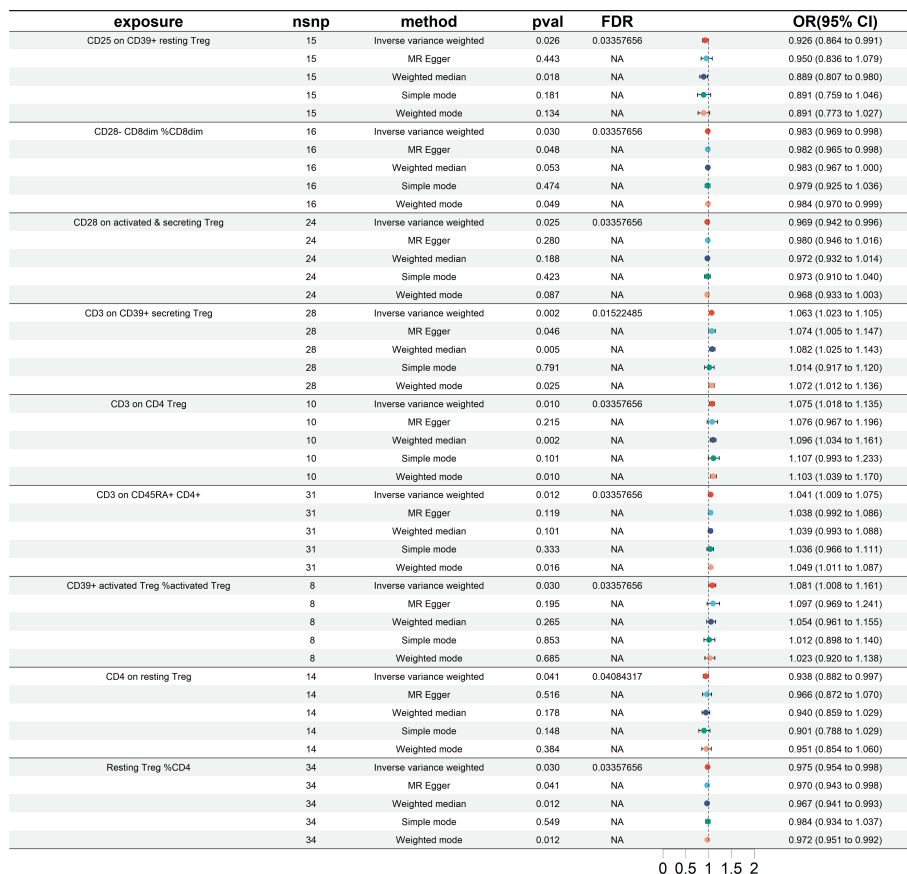 exposure nsnp method pval FDR OR(95% CI)
CD25 on CD39+ resting Treg 15 Inverse variance weighted 0.026 0.03357656 0.926 (0.864 to 0.991)
15 MR Egger 0.443 NA 0.950 (0.836 to 1.079)
15 Weighted median 0.018 NA 0.889 (0.807 to 0.980)
15 Simple mode 0.181 NA 0.891 (0.759 to 1.046)
15 Weighted mode 0.134 NA 0.891 (0.773 to 1.027)
CD28- CD8dim %CD8dim 16 Inverse variance weighted 0.030 0.03357656 0.983 (0.969 to 0.998)
16 MR Egger 0.048 NA 0.982 (0.965 to 0.998)
16 Weighted median 0.053 NA 0.983 (0.967 to 1.000)
16 Simple mode 0.474 NA 0.979 (0.925 to 1.036)
16 Weighted mode 0.049 NA 0.984 (0.970 to 0.999)
CD28 on activated & secreting Treg 24 Inverse variance weighted 0.025 0.03357656 0.969 (0.942 to 0.996)
24 MR Egger 0.280 NA 0.980 (0.946 to 1.016)
24 Weighted median 0.188 NA 0.972 (0.932 to 1.014)
24 Simple mode 0.423 NA 0.973 (0.910 to 1.040)
24 Weighted mode 0.087 NA 0.968 (0.933 to 1.003)
CD3 on CD39+ secreting Treg 28 Inverse variance weighted 0.002 0.01522485 1.063 (1.023 to 1.105)
28 MR Egger 0.046 NA 1.074 (1.005 to 1.147)
28 Weighted median 0.005 NA 1.082 (1.025 to 1.143)
28 Simple mode 0.791 NA 1.014 (0.917 to 1.120)
28 Weighted mode 0.025 NA 1.072 (1.012 to 1.136)
CD3 on CD4 Treg 10 Inverse variance weighted 0.010 0.03357656 1.075 (1.018 to 1.135)
10 MR Egger 0.215 NA 1.076 (0.967 to 1.196)
10 Weighted median 0.002 NA 1.096 (1.034 to 1.161)
10 Simple mode 0.101 NA 1.107 (0.993 to 1.233)
10 Weighted mode 0.010 NA 1.103 (1.039 to 1.170)
CD3 on CD45RA+ CD4+ 31 Inverse variance weighted 0.012 0.03357656 1.041 (1.009 to 1.075)
31 MR Egger 0.119 NA 1.038 (0.992 to 1.086)
31 Weighted median 0.101 NA 1.039 (0.993 to 1.088)
31 Simple mode 0.333 NA 1.036 (0.966 to 1.111)
31 Weighted mode 0.016 NA 1.049 (1.011 to 1.087)
CD39+ activated Treg %activated Treg 8 Inverse variance weighted 0.030 0.03357656 1.081 (1.008 to 1.161)
8 MR Egger 0.195 NA 1.097 (0.969 to 1.241)
8 Weighted median 0.265 NA 1.054 (0.961 to 1.155)
8 Simple mode 0.853 NA 1.012 (0.898 to 1.140)
8 Weighted mode 0.685 NA 1.023 (0.920 to 1.138)
CD4 on resting Treg 14 Inverse variance weighted 0.041 0.04084317 0.938 (0.882 to 0.997)
14 MR Egger 0.516 NA 0.966 (0.872 to 1.070)
14 Weighted median 0.178 NA 0.940 (0.859 to 1.029)
14 Simple mode 0.148 NA 0.901 (0.788 to 1.029)
14 Weighted mode 0.384 NA 0.951 (0.854 to 1.060)
Resting Treg %CD4 34 Inverse variance weighted 0.030 0.03357656 0.975 (0.954 to 0.998)
34 MR Egger 0.041 NA 0.970 (0.943 to 0.998)
34 Weighted median 0.012 NA 0.967 (0.941 to 0.993)
34 Simple mode 0.549 NA 0.984 (0.934 to 1.037)
34 Weighted mode 0.012 NA 0.972 (0.951 to 0.992)
0 0.5 1 1.5 2